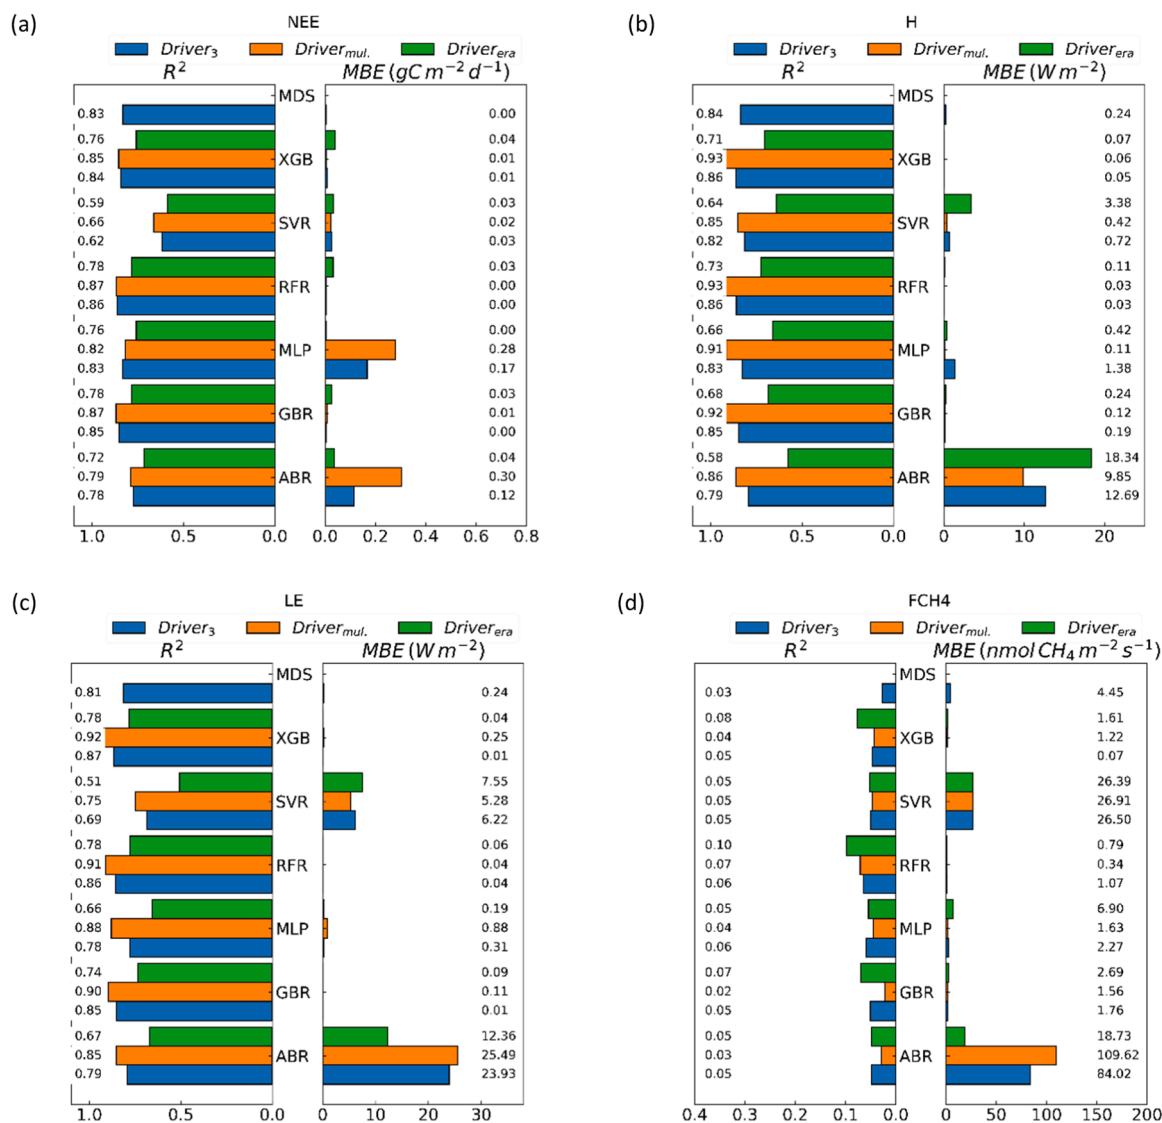 (a)
NEE
Driver3 Drivermul. Driverera
R2 MBE (gC m−2 d−1)
MDS
0.83 0.00
0.76 0.04
0.85 XGB 0.01
0.84 0.01
0.59 0.03
0.66 SVR 0.02
0.62 0.03
0.78 0.03
0.87 RFR 0.00
0.86 0.00
0.76 0.00
0.82 MLP 0.28
0.83 0.17
0.78 0.03
0.87 GBR 0.01
0.85 0.00
0.72 0.04
0.79 ABR 0.30
0.78 0.12
1.0 0.5 0.0 0.0 0.2 0.4 0.6 0.8
(b)
H
Driver3 Drivermul. Driverera
R2 MBE (W m−2)
MDS
0.84 0.24
0.71 0.07
0.93 XGB 0.06
0.86 0.05
0.64 3.38
0.85 SVR 0.42
0.82 0.72
0.73 0.11
0.93 RFR 0.03
0.86 0.03
0.66 0.42
0.91 MLP 0.11
0.83 1.38
0.68 0.24
0.92 GBR 0.12
0.85 0.19
0.58 18.34
0.86 ABR 9.85
0.79 12.69
1.0 0.5 0.0 0 10 20
(c)
LE
Driver3 Drivermul. Driverera
R2 MBE (W m−2)
MDS
0.81 0.24
0.78 0.04
0.92 XGB 0.25
0.87 0.01
0.51 7.55
0.75 SVR 5.28
0.69 6.22
0.78 0.06
0.91 RFR 0.04
0.86 0.04
0.66 0.19
0.88 MLP 0.88
0.78 0.31
0.74 0.09
0.90 GBR 0.11
0.85 0.01
0.67 12.36
0.85 ABR 25.49
0.79 23.93
1.0 0.5 0.0 0 10 20 30
(d)
FCH4
Driver3 Drivermul. Driverera
R2 MBE (nmol CH4 m−2 s−1)
MDS
0.03 4.45
0.08 1.61
0.04 XGB 1.22
0.05 0.07
0.05 26.39
0.05 SVR 26.91
0.05 26.50
0.10 0.79
0.07 RFR 0.34
0.06 1.07
0.05 6.90
0.04 MLP 1.63
0.06 2.27
0.07 2.69
0.02 GBR 1.56
0.05 1.76
0.05 18.73
0.03 ABR 109.62
0.05 84.02
0.4 0.3 0.2 0.1 0.0 0 50 100 150 200